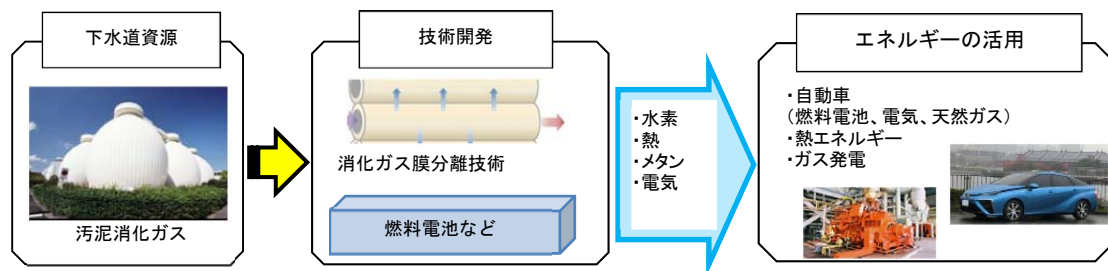 下水道資源
汚泥消化ガス
技術開発
消化ガス膜分離技術
燃料電池など
・水素
・熱
・メタン
・電気
エネルギーの活用
・自動車
(燃料電池、電気、天然ガス)
・熱エネルギー
・ガス発電